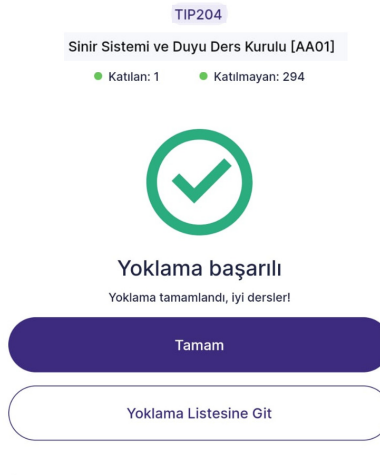 TIP204
Sinir Sistemi ve Duyu Ders Kurulu [AA01]
Katılan: 1 Katılmayan: 294
Yoklama başarılı
Yoklama tamamlandı, iyi dersler!
Tamam
Yoklama Listesine Git